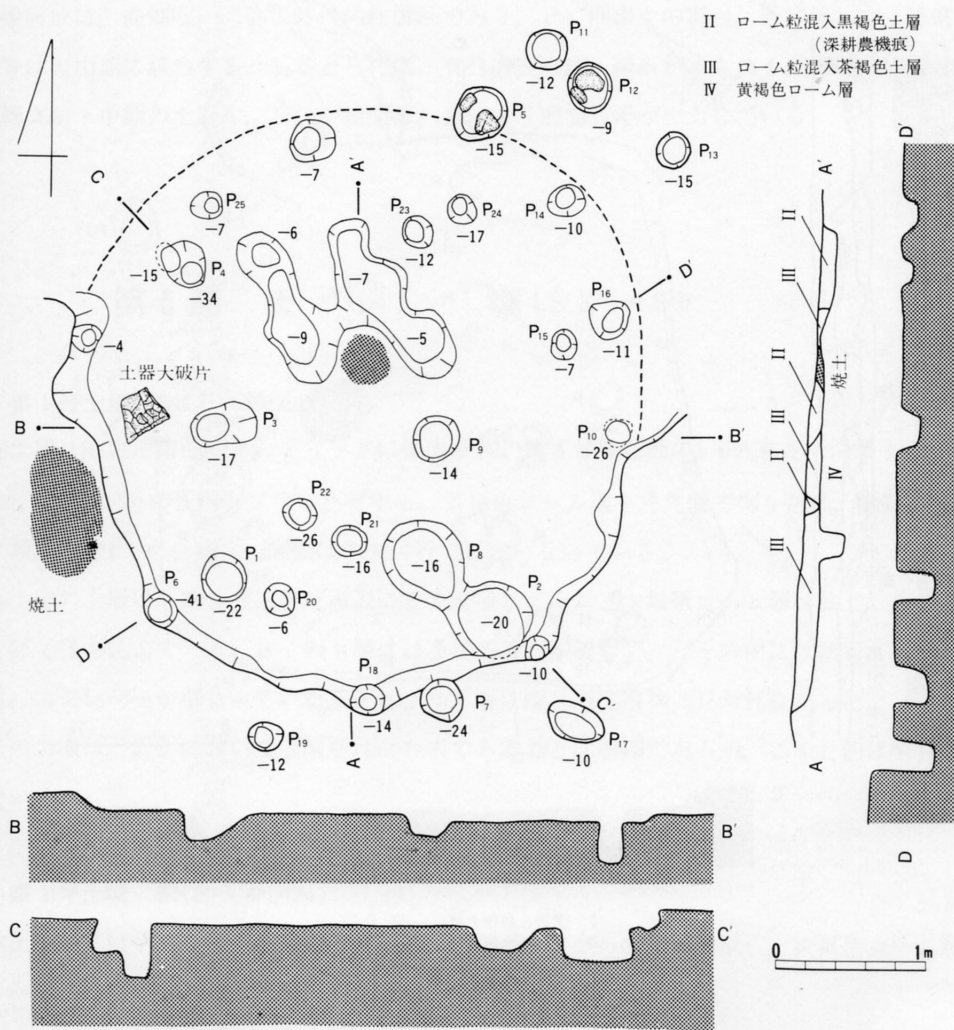 II ローム粒混入黒褐色土層
(深耕農機痕)
III ローム粒混入茶褐色土層
IV 黄褐色ローム層
P11
−12
P12
−9
P5
−15
P13
−15
−7
A′
C
P25
−7
P24
−17
P23
−12
P14
−10
−6
−7
P4
−15
−34
D′
P16
−11
P15
−7
−9
−5
−4
土器大破片
B
P3
−17
P9
−14
P10
−26
B′
P22
−26
P21
−16
P8
−16
P1
−22
P20
−6
P2
−20
P6
−41
焼土
D
−10
C′
P18
−14
P7
−24
P17
−10
P19
−12
A
A′
II
III
II
焼土
III
II
IV
III
A
D′
D
B
B′
C
C′
0
1m